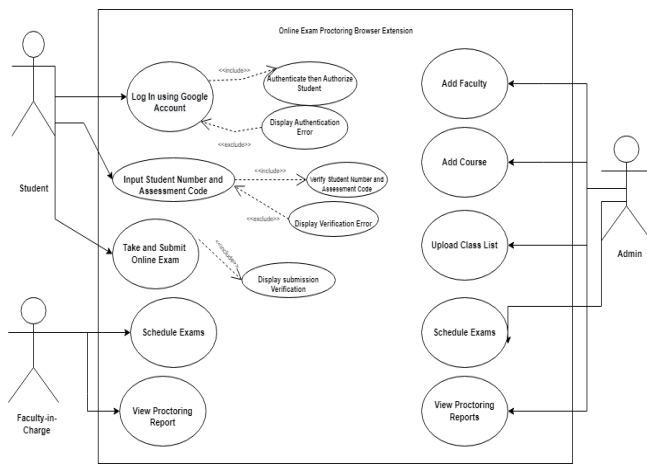 Online Exam Proctoring Browser Extension
Student
Log In using Google
Account
<<include>>
Authenticate then Authorize
Student
Display Authentication
Error
<<exclude>>
Input Student Number and
Assessment Code
<<include>>
Verify Student Number and
Assessment Code
<<exclude>>
Display Verification Error
Take and Submit
Online Exam
<<include>>
Display submission
Verification
Faculty-in-
Charge
Schedule Exams
View Proctoring
Report
Add Faculty
Add Course
Upload Class List
Schedule Exams
View Proctoring
Reports
Admin